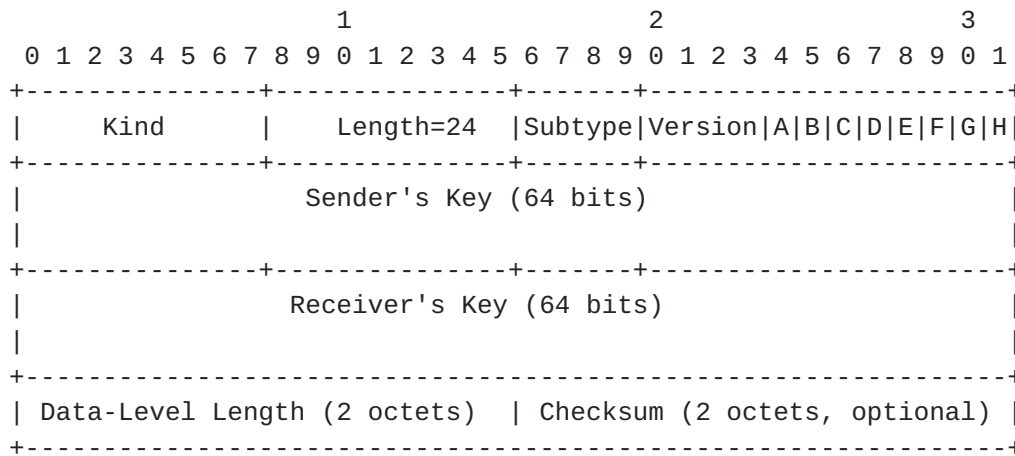 1                   2                   3
 0 1 2 3 4 5 6 7 8 9 0 1 2 3 4 5 6 7 8 9 0 1 2 3 4 5 6 7 8 9 0 1
+---------------+---------------+-------+-----------------------+
|     Kind      |    Length=24  |Subtype|Version|A|B|C|D|E|F|G|H|
+---------------+---------------+-------+-----------------------+
|                  Sender's Key (64 bits)                       |
|                                                               |
+---------------+---------------+-------+-----------------------+
|                 Receiver's Key (64 bits)                      |
|                                                               |
+---------------------------------------------------------------+
| Data-Level Length (2 octets)  | Checksum (2 octets, optional) |
+---------------------------------------------------------------+